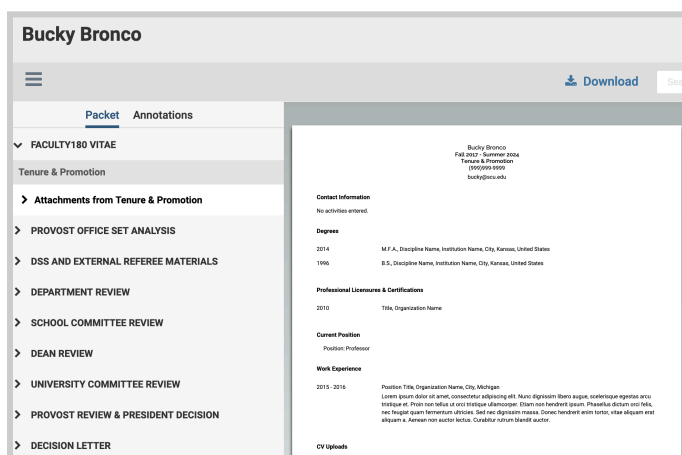 Bucky Bronco
Download
Sea
Packet Annotations
FACULTY180 VITAE
Tenure & Promotion
Attachments from Tenure & Promotion
PROVOST OFFICE SET ANALYSIS
DSS AND EXTERNAL REFEREE MATERIALS
DEPARTMENT REVIEW
SCHOOL COMMITTEE REVIEW
DEAN REVIEW
UNIVERSITY COMMITTEE REVIEW
PROVOST REVIEW & PRESIDENT DECISION
DECISION LETTER
Bucky Bronco
Fall 2017 - Summer 2024
Tenure & Promotion
(999)999-9999
bucky@scu.edu
Contact Information
No activities entered.
Degrees
2014 M.F.A., Discipline Name, Institution Name, City, Kansas, United States
1996 B.S., Discipline Name, Institution Name, City, Kansas, United States
Professional Licensures & Certifications
2010 Title, Organization Name
Current Position
Position: Professor
Work Experience
2015 - 2016 Position Title, Organization Name, City, Michigan
Lorem ipsum dolor sit amet, consectetur adipiscing elit. Nunc dignissim libero augue, scelerisque egestas arcu
tristique et. Proin non tellus ut orci tristique ullamcorper. Etiam non hendrerit ipsum. Phasellus dictum orci felis,
nec feugiat quam fermentum ultricies. Sed nec dignissim massa. Donec hendrerit enim tortor, vitae aliquam erat
aliquam a. Aenean non auctor lectus. Curabitur rutrum blandit auctor.
CV Uploads